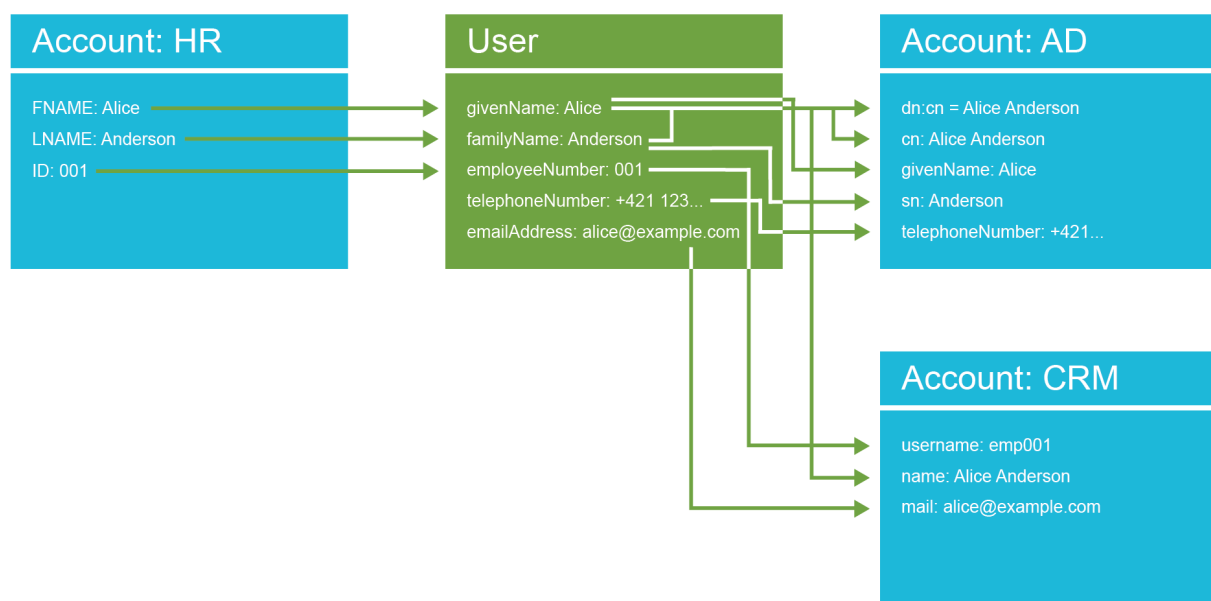 Account: HR
FNAME: Alice
LNAME: Anderson
ID: 001
User
givenName: Alice
familyName: Anderson
employeeNumber: 001
telephoneNumber: +421 123...
emailAddress: alice@example.com
Account: AD
dn:cn = Alice Anderson
cn: Alice Anderson
givenName: Alice
sn: Anderson
telephoneNumber: +421...
Account: CRM
username: emp001
name: Alice Anderson
mail: alice@example.com